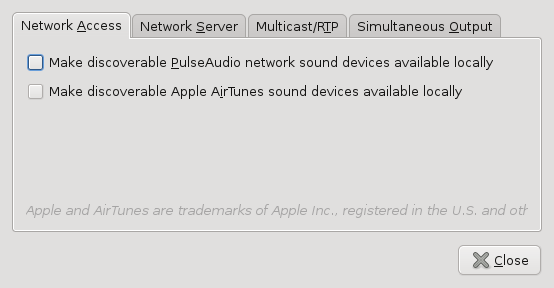 Network Access Network Server Multicast/RTP Simultaneous Output
Make discoverable PulseAudio network sound devices available locally
Make discoverable Apple AirTunes sound devices available locally
Apple and AirTunes are trademarks of Apple Inc., registered in the U.S. and oth
Close